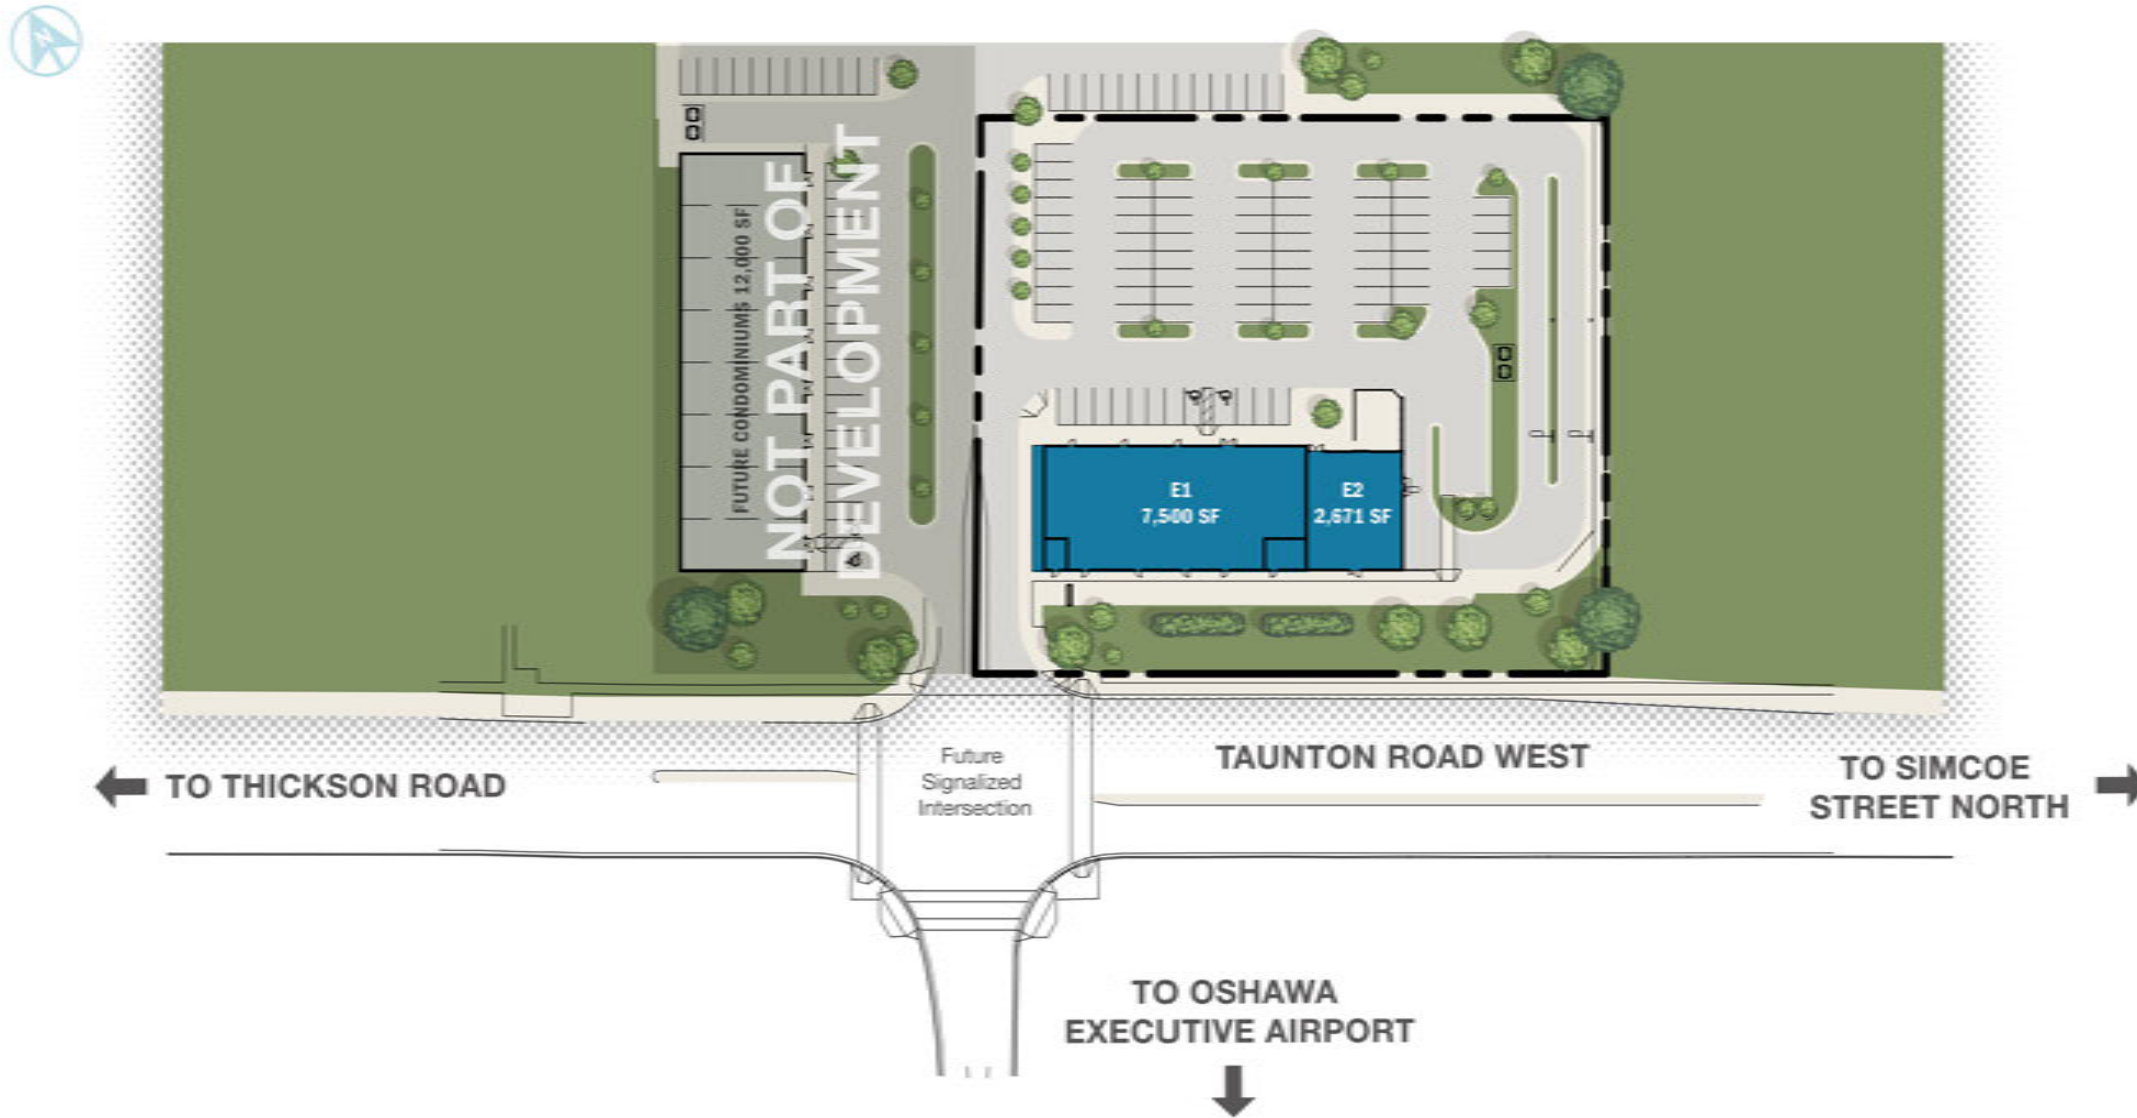 N
FUTURE CONDOMINIUMS 12,000 SF
NOT PART OF
DEVELOPMENT
E1
7,500 SF
E2
2,671 SF
Future
Signalized
Intersection
TAUNTON ROAD WEST
TO THICKSON ROAD
TO SIMCOE
STREET NORTH
TO OSHAWA
EXECUTIVE AIRPORT